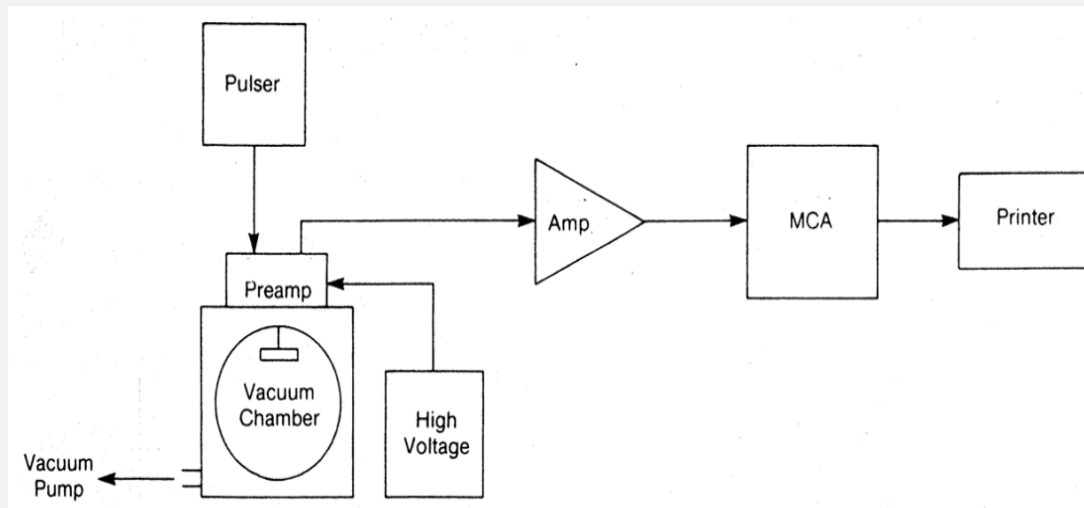 Pulser
Amp
MCA
Printer
Preamp
Vacuum
Chamber
High
Voltage
Vacuum
Pump